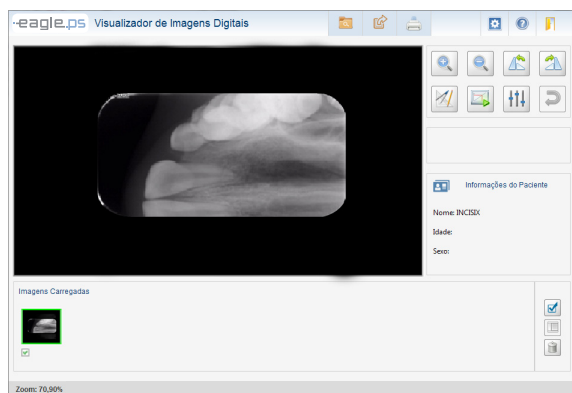 eagle.ps Visualizador de Imagens Digitais
Informações do Paciente
Nome: INCISIX
Idade:
Sexo:
Imagens Carregadas
Zoom: 70,90%